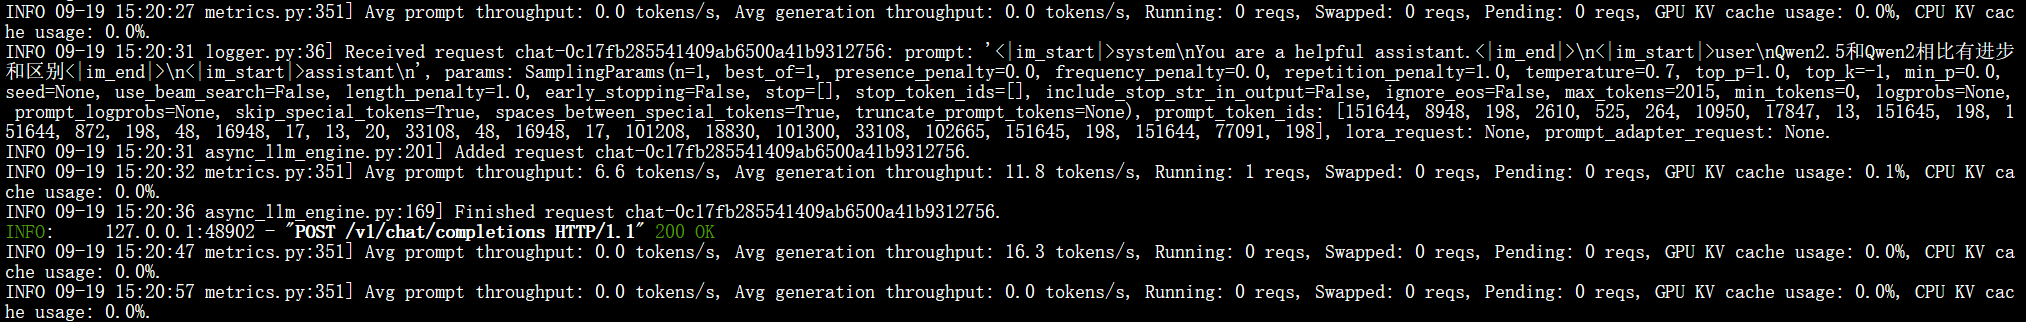 INFO 09-19 15:20:27 metrics.py:351] Avg prompt throughput: 0.0 tokens/s, Avg generation throughput: 0.0 tokens/s, Running: 0 reqs, Swapped: 0 reqs, Pending: 0 reqs, GPU KV cache usage: 0.0%, CPU KV cac
he usage: 0.0%.
INFO 09-19 15:20:31 logger.py:36] Received request chat-0c17fb285541409ab6500a41b9312756: prompt: '<|im_start|>system\nYou are a helpful assistant.<|im_end|>\n<|im_start|>user\nQwen2.5和Qwen2相比有进步
和区别<|im_end|>\n<|im_start|>assistant\n', params: SamplingParams(n=1, best_of=1, presence_penalty=0.0, frequency_penalty=0.0, repetition_penalty=1.0, temperature=0.7, top_p=1.0, top_k=-1, min_p=0.0,
seed=None, use_beam_search=False, length_penalty=1.0, early_stopping=False, stop=[], stop_token_ids=[], include_stop_str_in_output=False, ignore_eos=False, max_tokens=2015, min_tokens=0, logprobs=None,
prompt_logprobs=None, skip_special_tokens=True, spaces_between_special_tokens=True, truncate_prompt_tokens=None), prompt_token_ids: [151644, 8948, 198, 2610, 525, 264, 10950, 17847, 13, 151645, 198, 1
51644, 872, 198, 48, 16948, 17, 13, 20, 33108, 48, 16948, 17, 101208, 18830, 101300, 33108, 102665, 151645, 198, 151644, 77091, 198], lora_request: None, prompt_adapter_request: None.
INFO 09-19 15:20:31 async_llm_engine.py:201] Added request chat-0c17fb285541409ab6500a41b9312756.
INFO 09-19 15:20:32 metrics.py:351] Avg prompt throughput: 6.6 tokens/s, Avg generation throughput: 11.8 tokens/s, Running: 1 reqs, Swapped: 0 reqs, Pending: 0 reqs, GPU KV cache usage: 0.1%, CPU KV ca
che usage: 0.0%.
INFO 09-19 15:20:36 async_llm_engine.py:169] Finished request chat-0c17fb285541409ab6500a41b9312756.
INFO:     127.0.0.1:48902 - "POST /v1/chat/completions HTTP/1.1" 200 OK
INFO 09-19 15:20:47 metrics.py:351] Avg prompt throughput: 0.0 tokens/s, Avg generation throughput: 16.3 tokens/s, Running: 0 reqs, Swapped: 0 reqs, Pending: 0 reqs, GPU KV cache usage: 0.0%, CPU KV ca
che usage: 0.0%.
INFO 09-19 15:20:57 metrics.py:351] Avg prompt throughput: 0.0 tokens/s, Avg generation throughput: 0.0 tokens/s, Running: 0 reqs, Swapped: 0 reqs, Pending: 0 reqs, GPU KV cache usage: 0.0%, CPU KV cac
he usage: 0.0%.